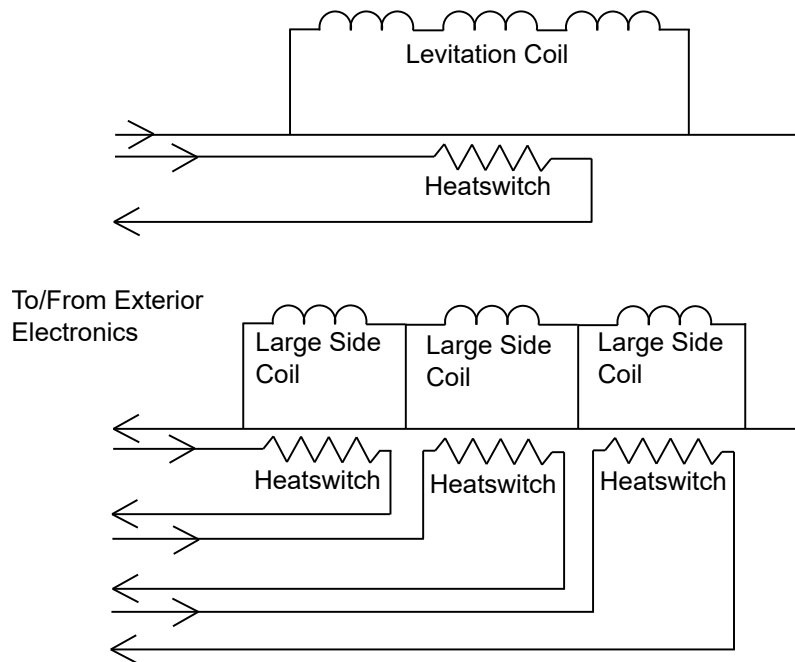 Levitation Coil
Heatswitch
To/From Exterior
Electronics
Large Side
Coil
Large Side
Coil
Large Side
Coil
Heatswitch
Heatswitch
Heatswitch